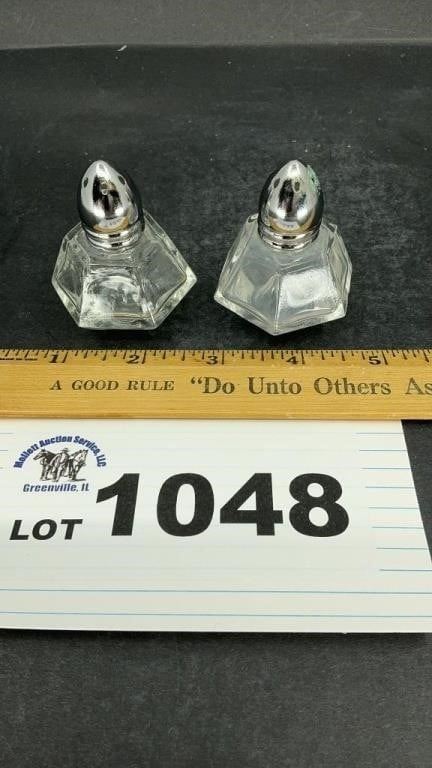 1 2 3 4 5
A GOOD RULE "Do Unto Others As
Mollett Auction Service, LLC
Greenville, IL
LOT 1048